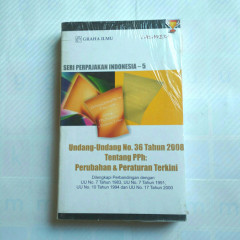 GRAHA ILMU
SERI PERPAJAKAN INDONESIA – 5
Undang-Undang No. 36 Tahun 2008
Tentang PPh:
Perubahan & Peraturan Terkini
Dilengkapi Perbandingan dengan
UU No. 7 Tahun 1983, UU No. 7 Tahun 1991,
UU No. 10 Tahun 1994 dan UU No. 17 Tahun 2000